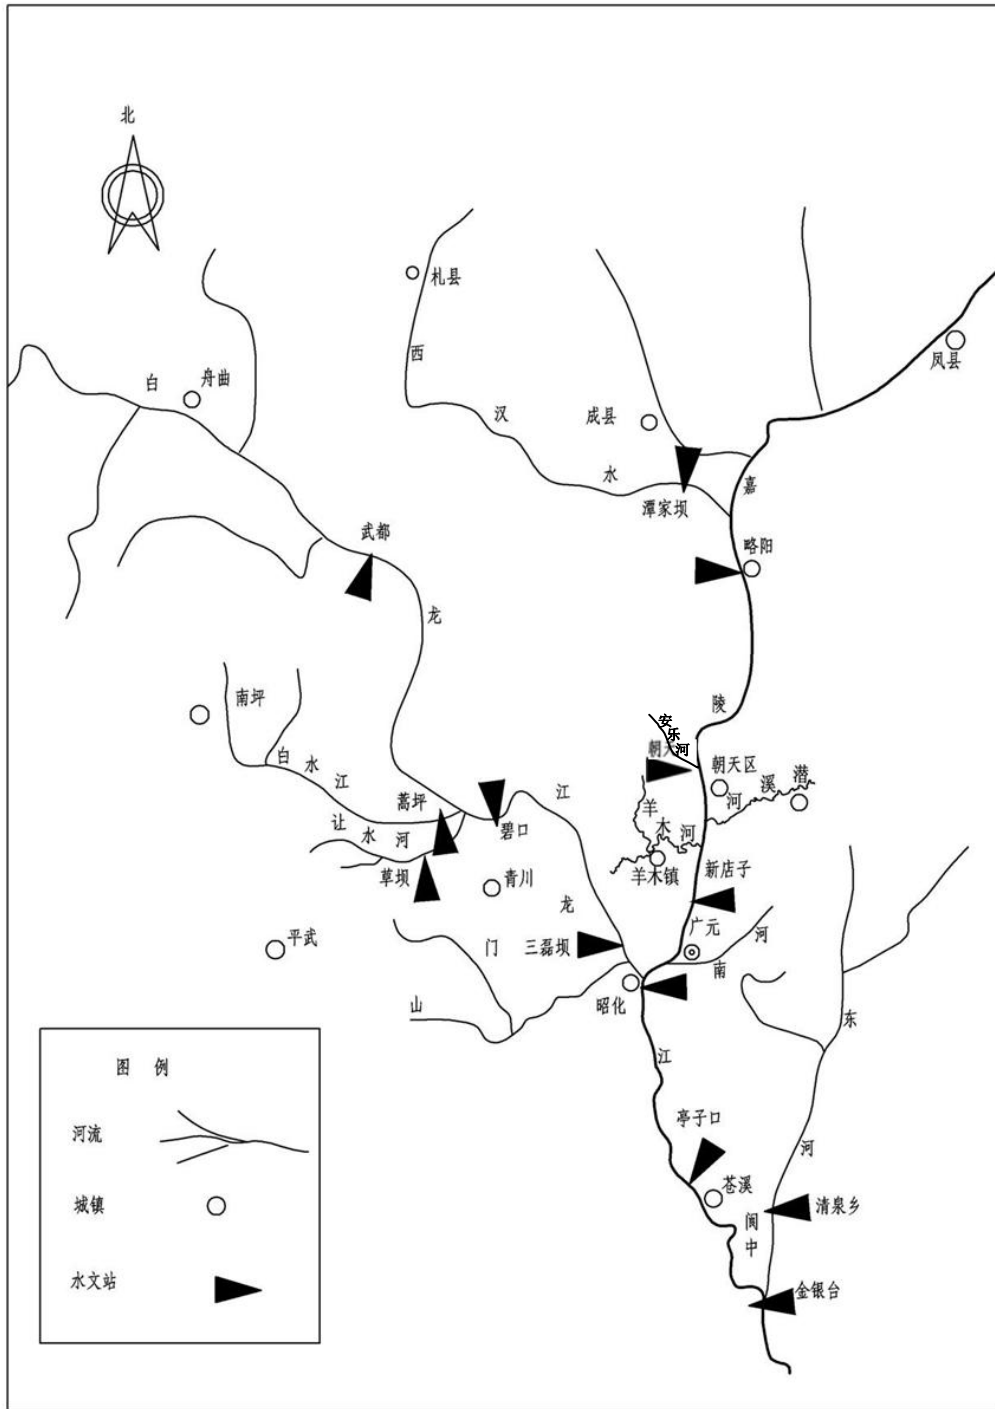 北
札县
西
汉
水
白
舟曲
成县
凤县
潭家坝
嘉
略阳
武都
龙
陵
南坪
白水江
安乐河
朝天
朝天区
潜
溪
河
蒿坪
让水河
草坝
碧口
江
羊木河
羊木镇
新店子
青川
平武
龙
门
山
三磊坝
广元
河
南
昭化
江
东
河
亭子口
苍溪
阆中
清泉乡
金银台
图例
河流
城镇
水文站